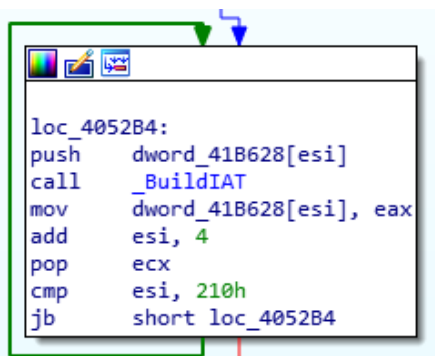 loc_4052B4:
push    dword_41B628[esi]
call    _BuildIAT
mov     dword_41B628[esi], eax
add     esi, 4
pop     ecx
cmp     esi, 210h
jb      short loc_4052B4